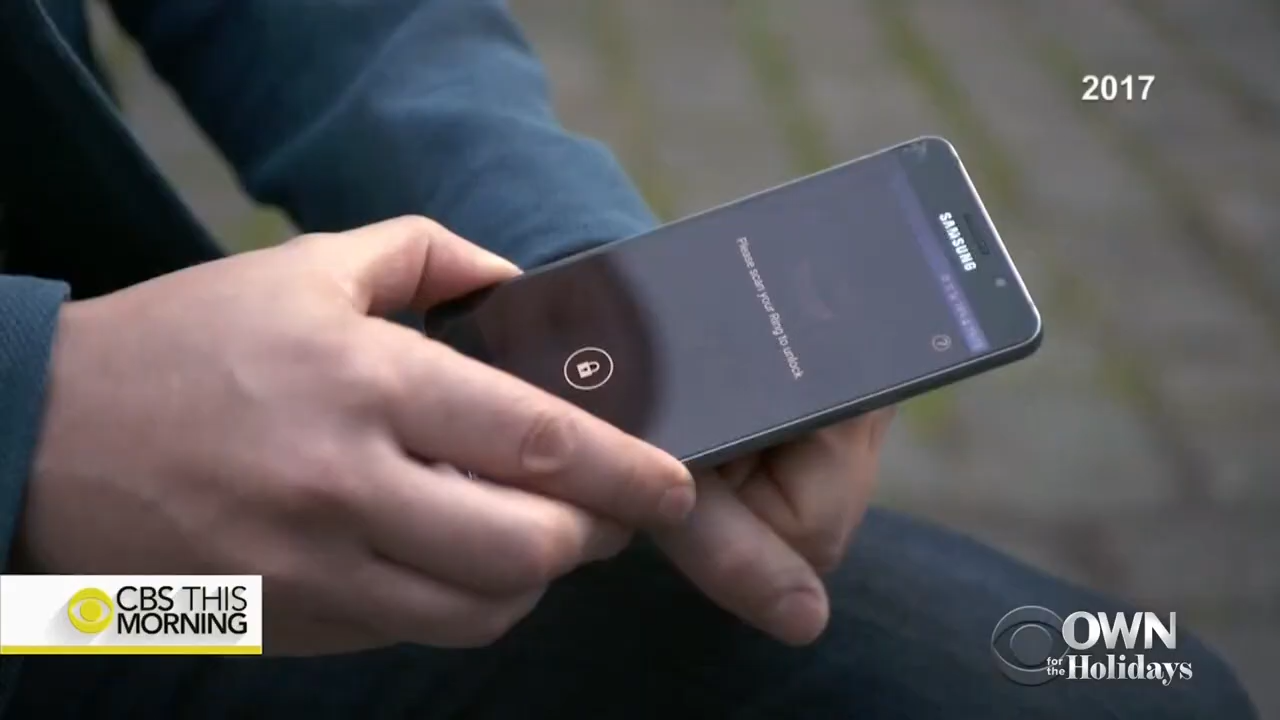 2017
SAMSUNG
Please scan your Ring to unlock
?
CBS THIS
MORNING
OWN
for the Holidays